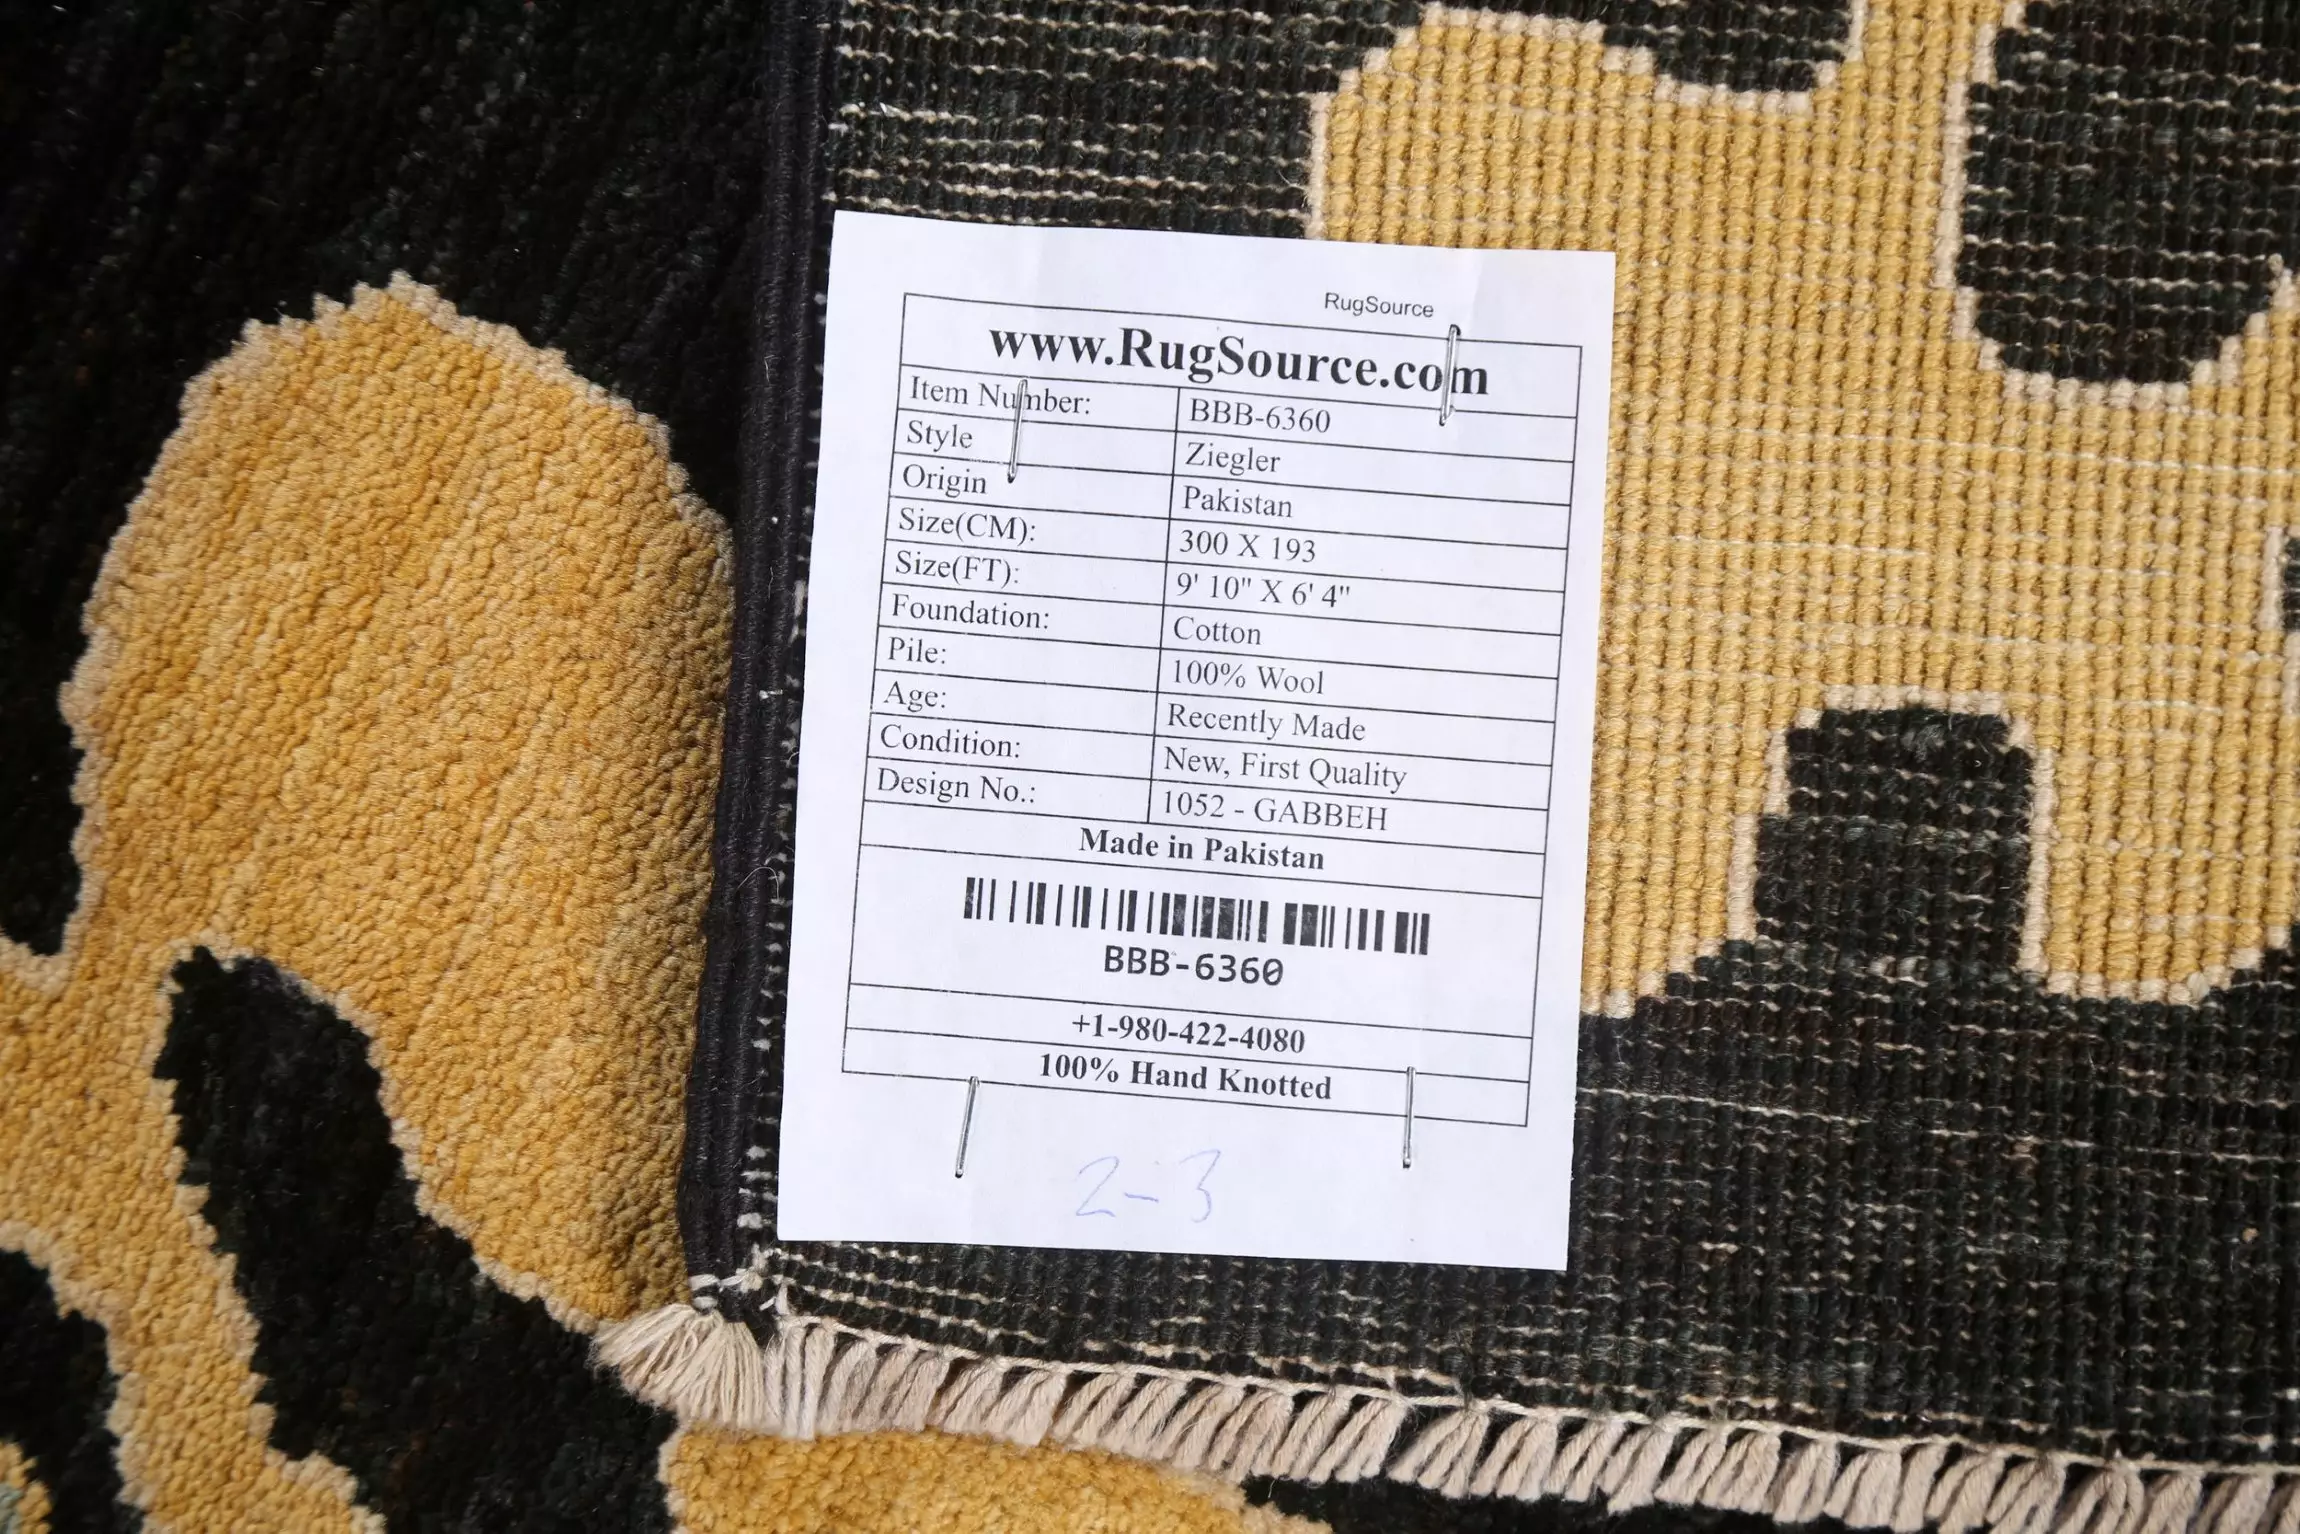 RugSource
www.RugSource.com
Item Number: BBB-6360
Style Ziegler
Origin Pakistan
Size(CM): 300 X 193
Size(FT): 9' 10" X 6' 4"
Foundation: Cotton
Pile: 100% Wool
Age: Recently Made
Condition: New, First Quality
Design No.: 1052 - GABBEH
Made in Pakistan
BBB-6360
+1-980-422-4080
100% Hand Knotted
2-3